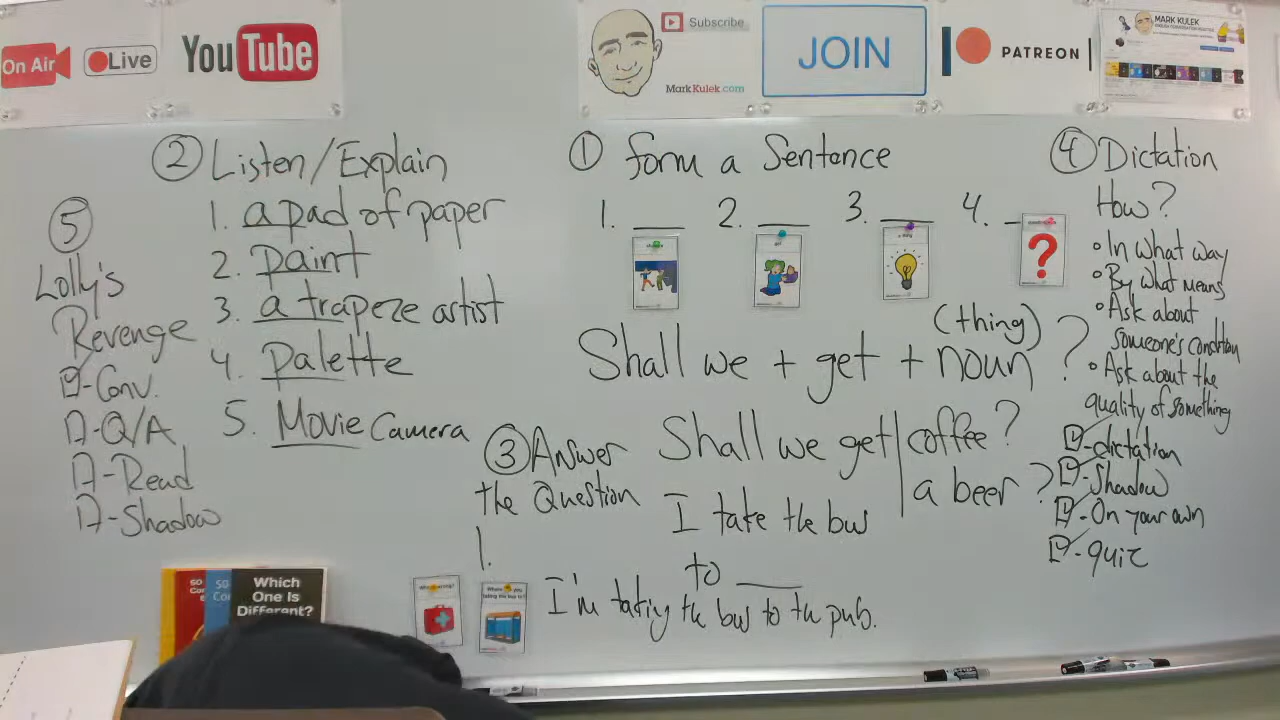 On Air
Live
YouTube
Subscribe
MarkKulek.com
JOIN
PATREON
MARK KULEK
② Listen/Explain
1. a pad of paper
2. paint
3. a trapeze artist
4. palette
5. Movie Camera
⑤
Lolly's
Revenge
-Conv.
-Q/A
-Read
-Shadow
① form a Sentence
1. ___ 2. ___ 3. ___ 4. _
?
(thing)
Shall we + get + noun ?
Shall we get coffee?
a beer?
③ Answer
the Question
1.
I take the bus
to ___
I'm taking the bus to the pub.
④ Dictation
How?
• In what way
• By what means
• Ask about
someone's condition
• Ask about the
quality of something
-dictation
-Shadow
-On your own
-quiz
Which
One Is
Different?